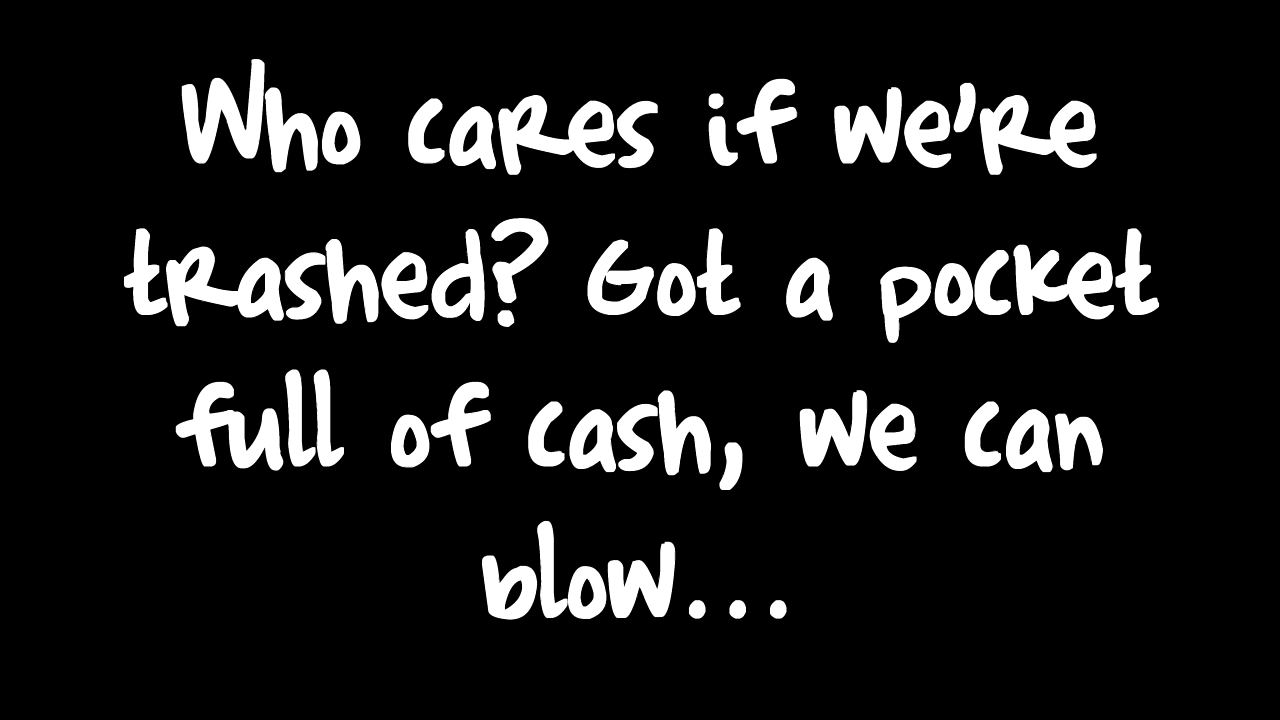 Who cares if we're
trashed? Got a pocket
full of cash, we can
blow...